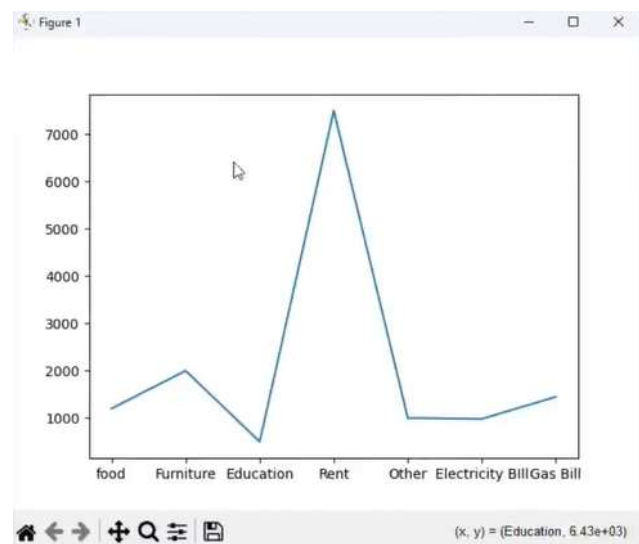 Figure 1
7000
6000
5000
4000
3000
2000
1000
food Furniture Education Rent Other Electricity BIll Gas Bill
(x, y) = (Education, 6.43e+03)